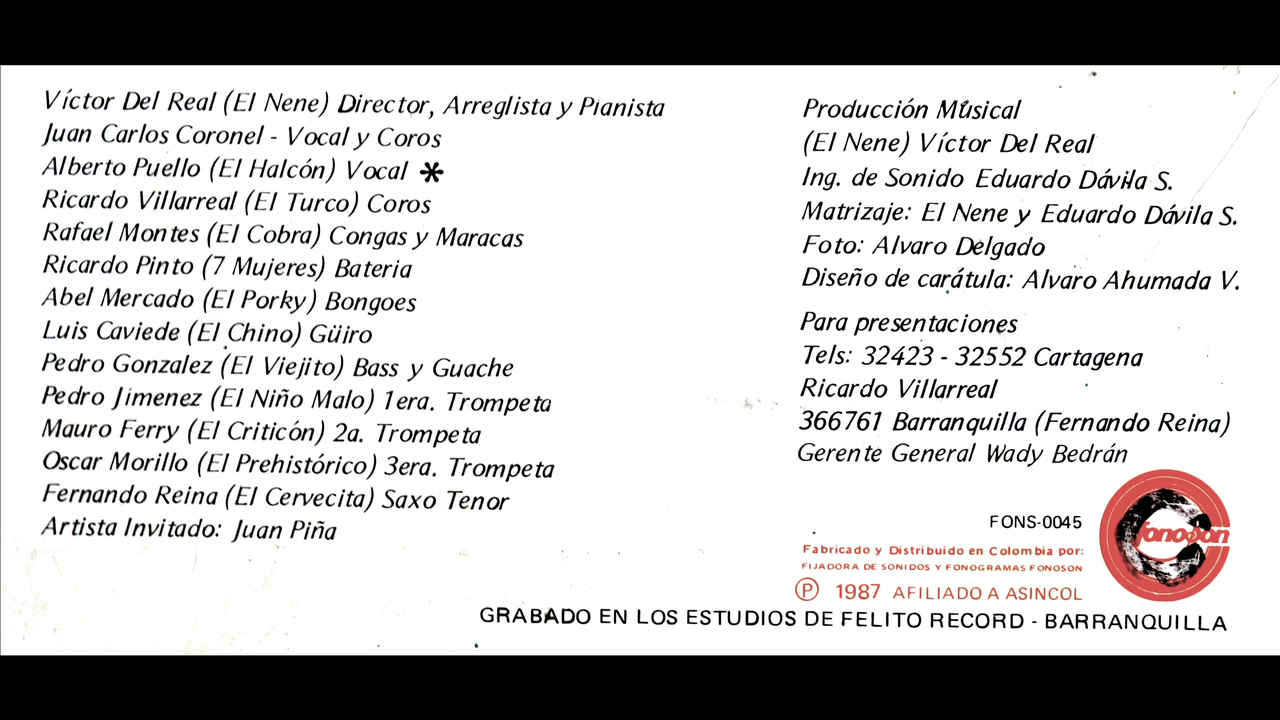 Víctor Del Real (El Nene) Director, Arreglista y Pianista
Juan Carlos Coronel - Vocal y Coros
Alberto Puello (El Halcón) Vocal *
Ricardo Villarreal (El Turco) Coros
Rafael Montes (El Cobra) Congas y Maracas
Ricardo Pinto (7 Mujeres) Bateria
Abel Mercado (El Porky) Bongoes
Luis Caviede (El Chino) Güiro
Pedro Gonzalez (El Viejito) Bass y Guache
Pedro Jimenez (El Niño Malo) 1era. Trompeta
Mauro Ferry (El Criticón) 2a. Trompeta
Oscar Morillo (El Prehistórico) 3era. Trompeta
Fernando Reina (El Cervecita) Saxo Tenor
Artista Invitado: Juan Piña
Producción Músical
(El Nene) Víctor Del Real
Ing. de Sonido Eduardo Dávila S.
Matrizaje: El Nene y Eduardo Dávila S.
Foto: Alvaro Delgado
Diseño de carátula: Alvaro Ahumada V.
Para presentaciones
Tels: 32423 - 32552 Cartagena
Ricardo Villarreal
366761 Barranquilla (Fernando Reina)
Gerente General Wady Bedrán
FONS-0045
fonoson
Fabricado y Distribuido en Colombia por:
FIJADORA DE SONIDOS Y FONOGRAMAS FONOSON
Ⓟ 1987 AFILIADO A ASINCOL
GRABADO EN LOS ESTUDIOS DE FELITO RECORD - BARRANQUILLA